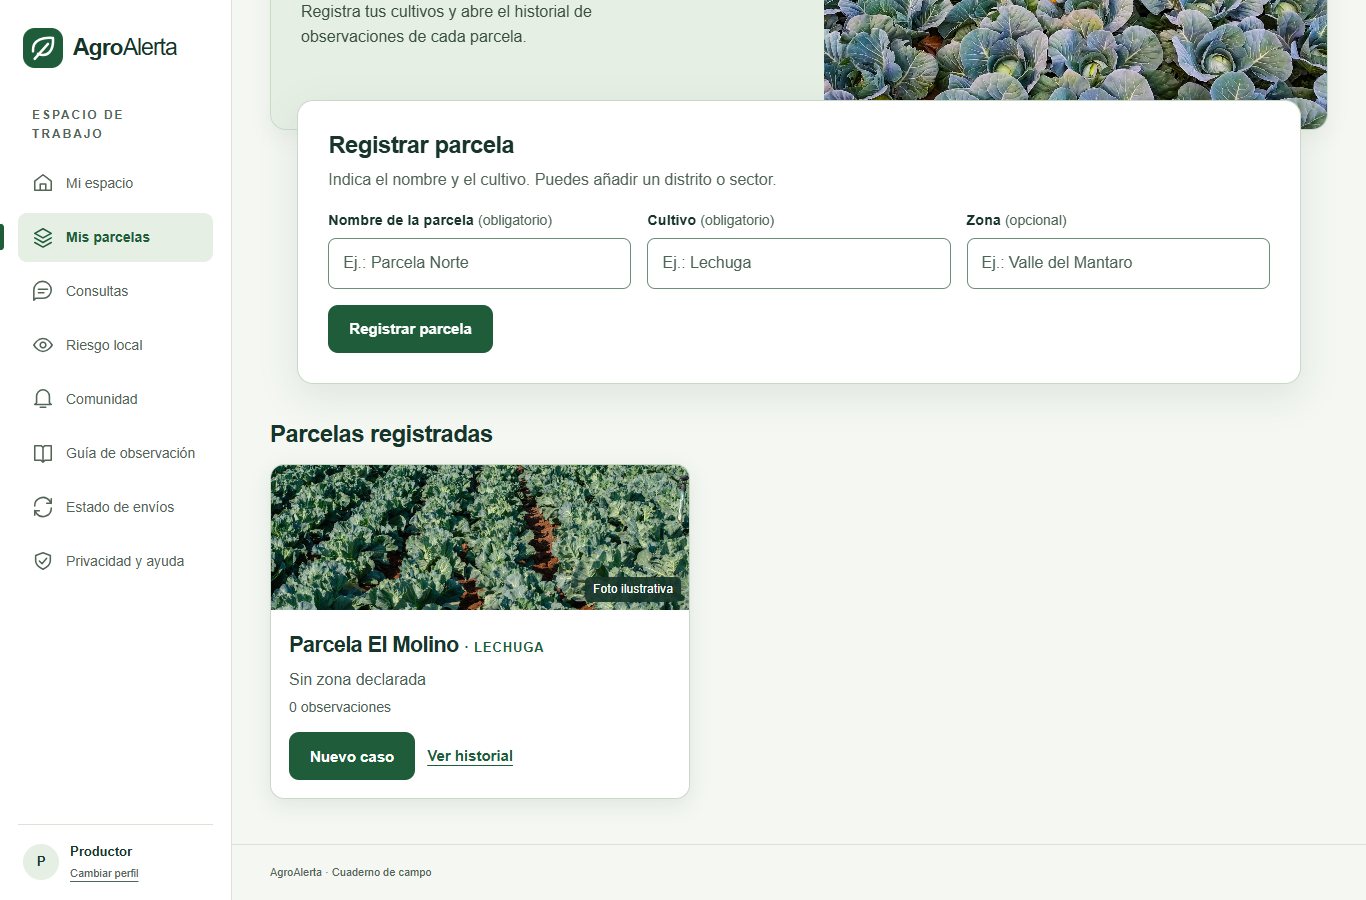 AgroAlerta
ESPACIO DE
TRABAJO
Mi espacio
Mis parcelas
Consultas
Riesgo local
Comunidad
Guía de observación
Estado de envíos
Privacidad y ayuda
P
Productor
Cambiar perfil
Registra tus cultivos y abre el historial de
observaciones de cada parcela.
Registrar parcela
Indica el nombre y el cultivo. Puedes añadir un distrito o sector.
Nombre de la parcela (obligatorio)
Ej.: Parcela Norte
Cultivo (obligatorio)
Ej.: Lechuga
Zona (opcional)
Ej.: Valle del Mantaro
Registrar parcela
Parcelas registradas
Foto ilustrativa
Parcela El Molino · LECHUGA
Sin zona declarada
0 observaciones
Nuevo caso
Ver historial
AgroAlerta · Cuaderno de campo